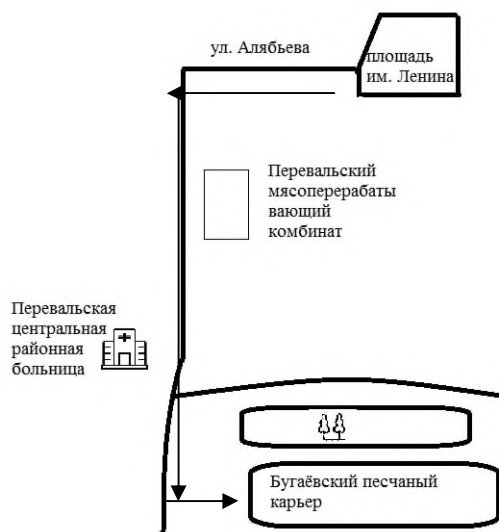 ул. Алябьева
площадь
им. Ленина
Перевальский
мясоперерабаты
вающий
комбинат
Перевальская
центральная
районная
больница
Бугаёвский песчаный
карьер